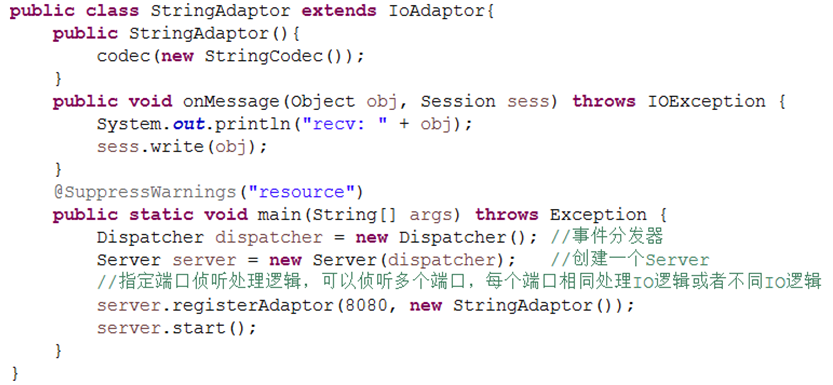 public class StringAdaptor extends IoAdaptor{
    public StringAdaptor(){
        codec(new StringCodec());
    }
    public void onMessage(Object obj, Session sess) throws IOException {
        System.out.println("recv: " + obj);
        sess.write(obj);
    }
    @SuppressWarnings("resource")
    public static void main(String[] args) throws Exception {
        Dispatcher dispatcher = new Dispatcher(); //事件分发器
        Server server = new Server(dispatcher);   //创建一个Server
        //指定端口侦听处理逻辑，可以侦听多个端口，每个端口相同处理IO逻辑或者不同IO逻辑
        server.registerAdaptor(8080, new StringAdaptor());
        server.start();
    }
}